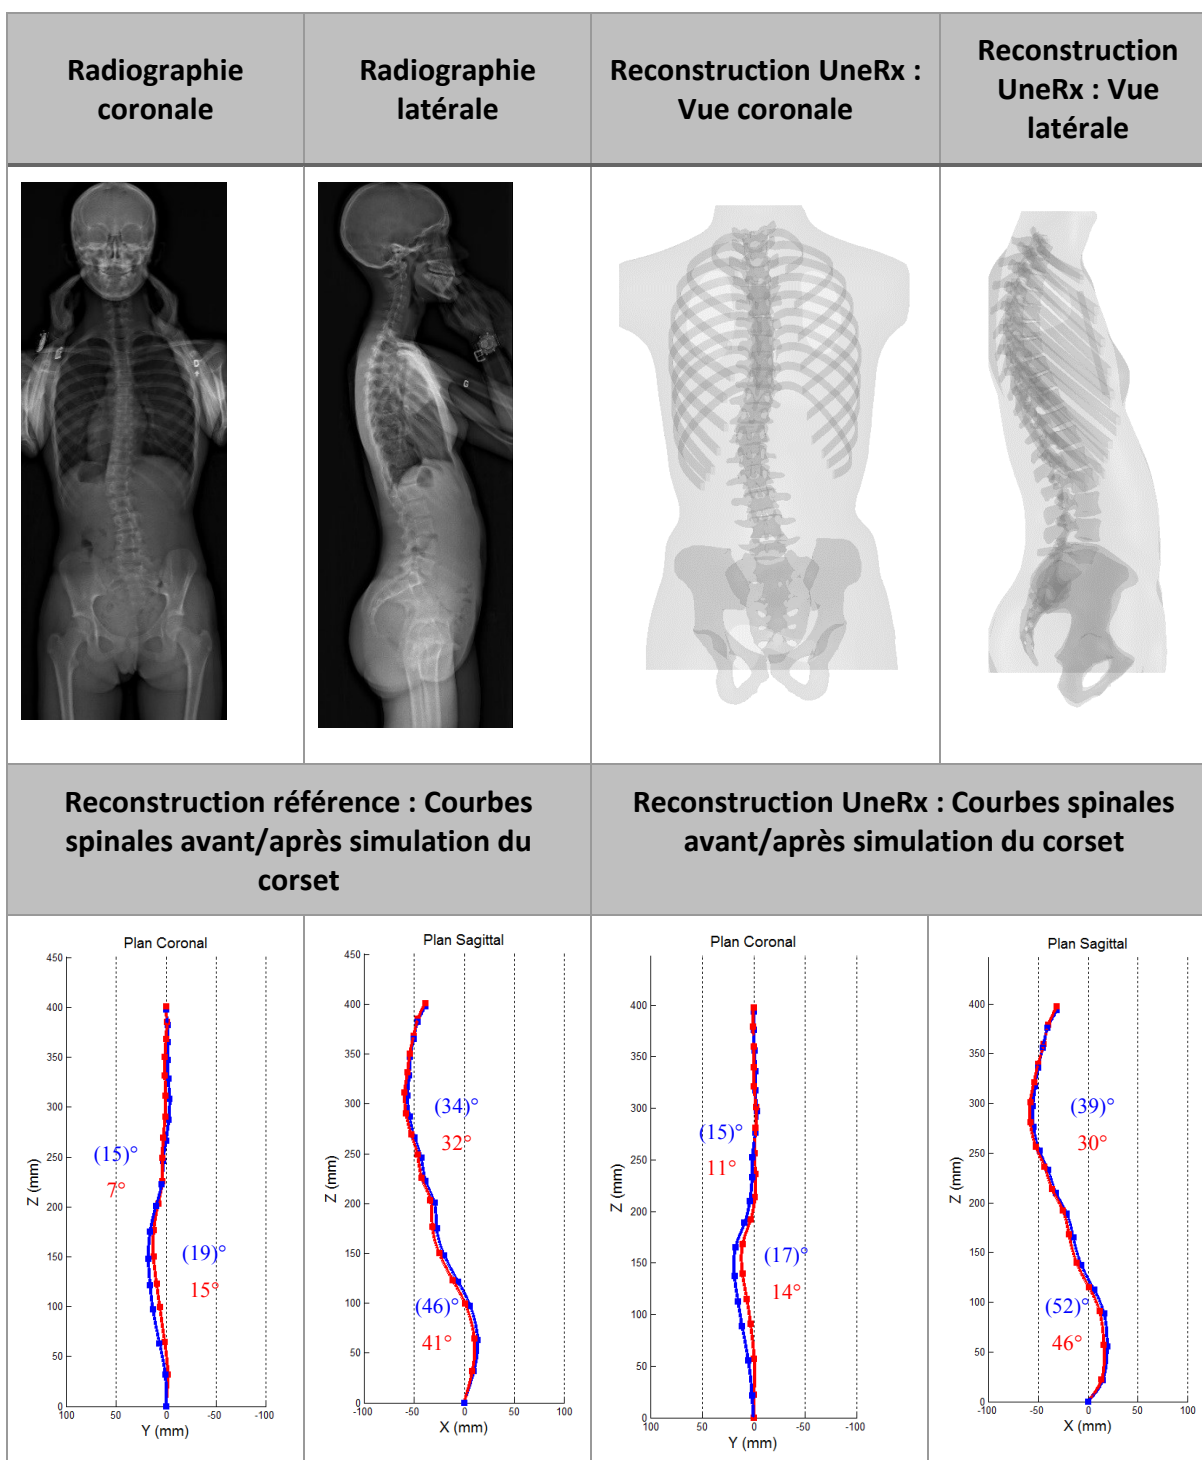 Radiographie
coronale
Radiographie
latérale
Reconstruction UneRx :
Vue coronale
Reconstruction
UneRx : Vue
latérale
Reconstruction référence : Courbes
spinales avant/après simulation du
corset
Reconstruction UneRx : Courbes spinales
avant/après simulation du corset
Plan Coronal
450
400
350
300
250
200
150
100
50
0
Z (mm)
(15)°
7°
(19)°
15°
100 50 0 -50 -100
Y (mm)
Plan Sagittal
450
400
350
300
250
200
150
100
50
0
Z (mm)
(34)°
32°
(46)°
41°
-100 -50 0 50 100
X (mm)
Plan Coronal
400
350
300
250
200
150
100
50
0
Z (mm)
(15)°
11°
(17)°
14°
100 50 0 -50 -100
Y (mm)
Plan Sagittal
400
350
300
250
200
150
100
50
0
Z (mm)
(39)°
30°
(52)°
46°
-100 -50 0 50 100
X (mm)